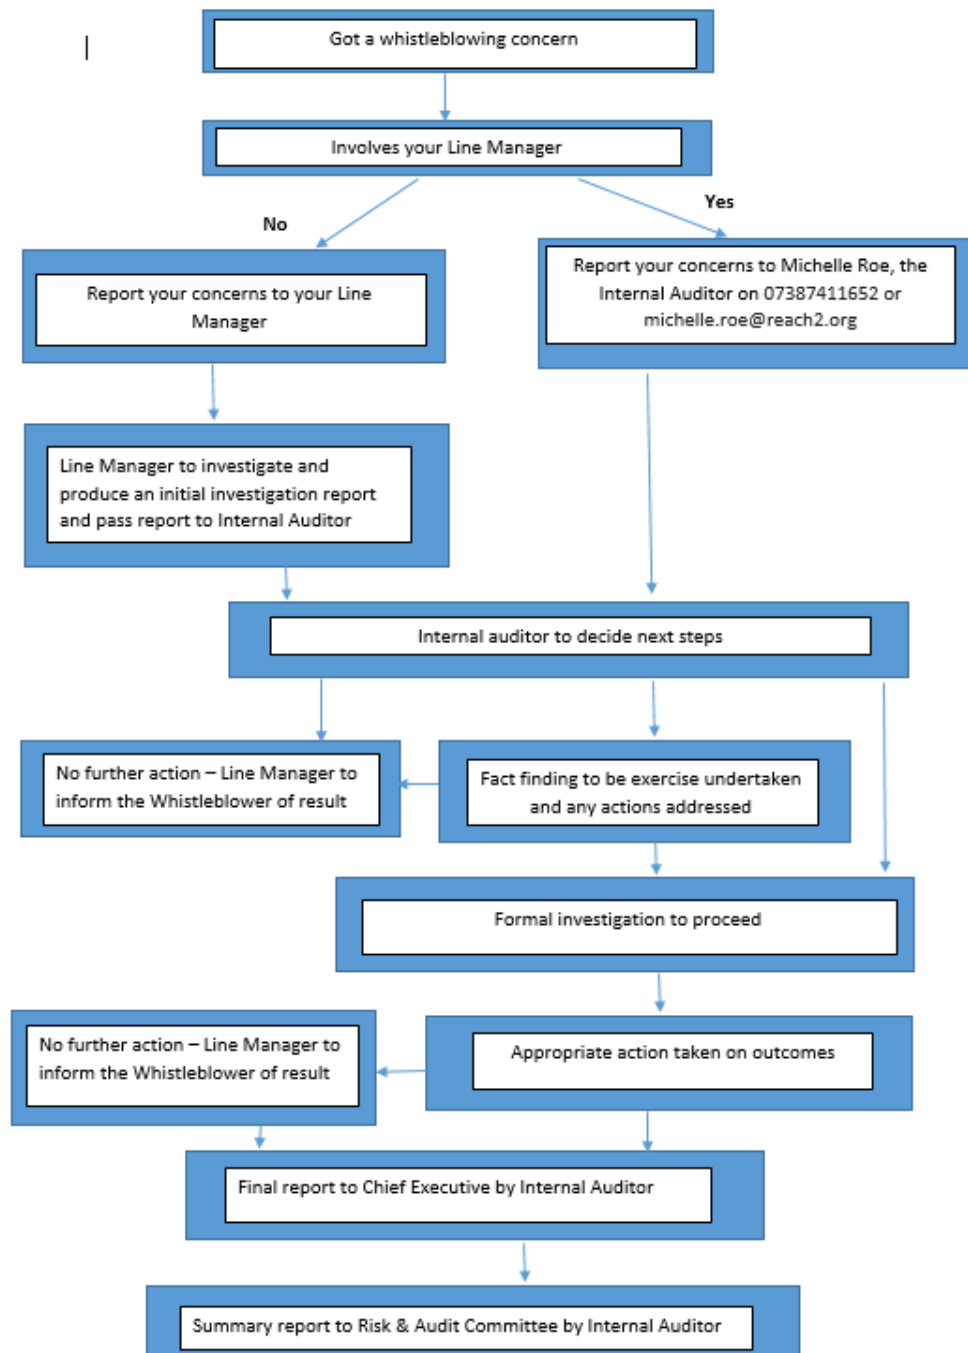 Got a whistleblowing concern
Involves your Line Manager
No
Yes
Report your concerns to your Line
Manager
Report your concerns to Michelle Roe, the
Internal Auditor on 07387411652 or
michelle.roe@reach2.org
Line Manager to investigate and
produce an initial investigation report
and pass report to Internal Auditor
Internal auditor to decide next steps
No further action – Line Manager to
inform the Whistleblower of result
Fact finding to be exercise undertaken
and any actions addressed
Formal investigation to proceed
No further action – Line Manager to
inform the Whistleblower of result
Appropriate action taken on outcomes
Final report to Chief Executive by Internal Auditor
Summary report to Risk & Audit Committee by Internal Auditor